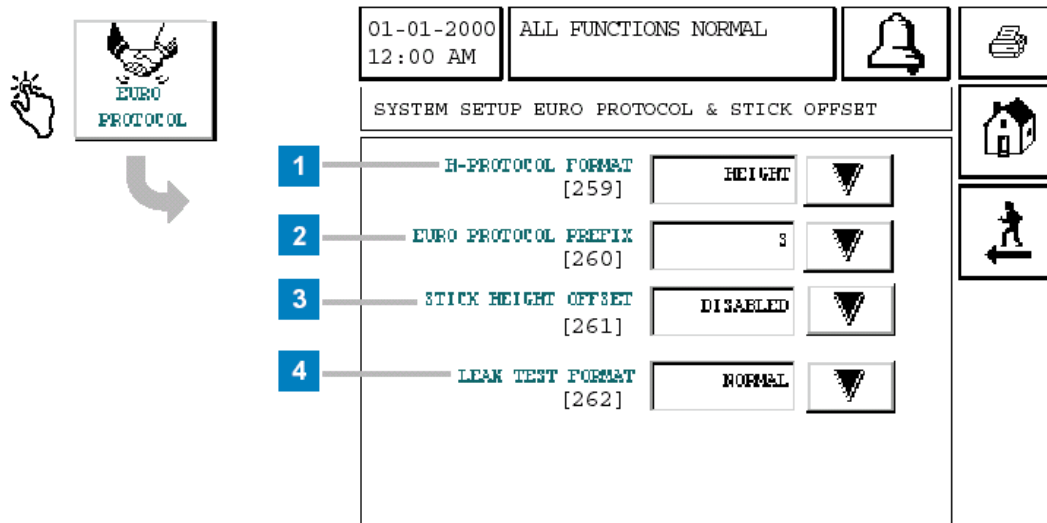 EURO
PROTOCOL
01-01-2000
12:00 AM
ALL FUNCTIONS NORMAL
SYSTEM SETUP EURO PROTOCOL & STICK OFFSET
1
H-PROTOCOL FORMAT
[259]
HEIGHT
2
EURO PROTOCOL PREFIX
[260]
S
3
STICK HEIGHT OFFSET
[261]
DISABLED
4
LEAK TEST FORMAT
[262]
NORMAL